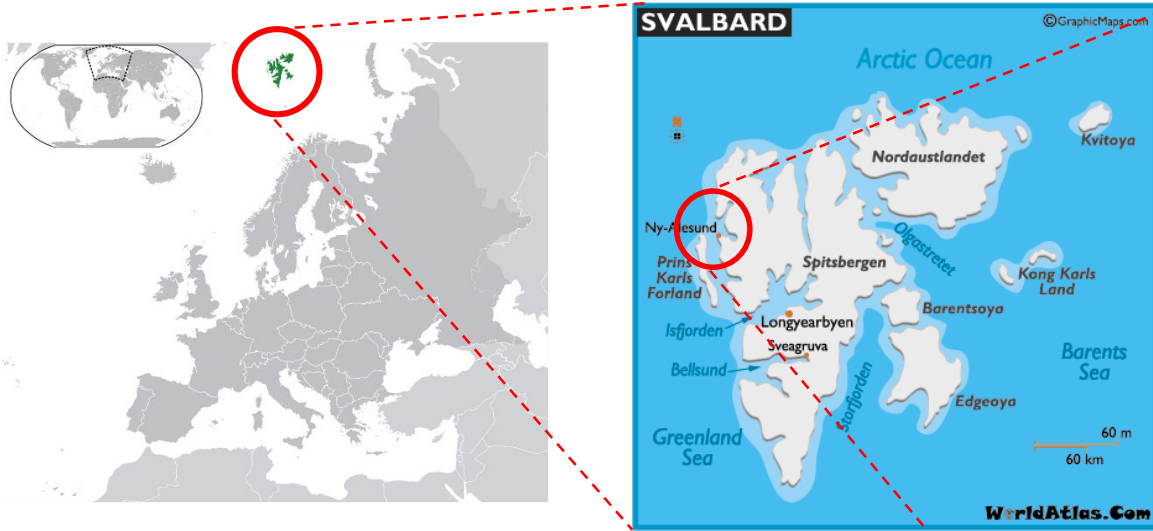 SVALBARD
©GraphicMaps.com
Arctic Ocean
Kvitoya
Nordaustlandet
Ny-Alesund
Olgastretet
Prins
Karls
Forland
Spitsbergen
Kong Karls
Land
Barentsoya
Isfjorden
Longyearbyen
Sveagruva
Bellsund
Barents
Sea
Storfjorden
Edgeoya
Greenland
Sea
60 m
60 km
WorldAtlas.Com